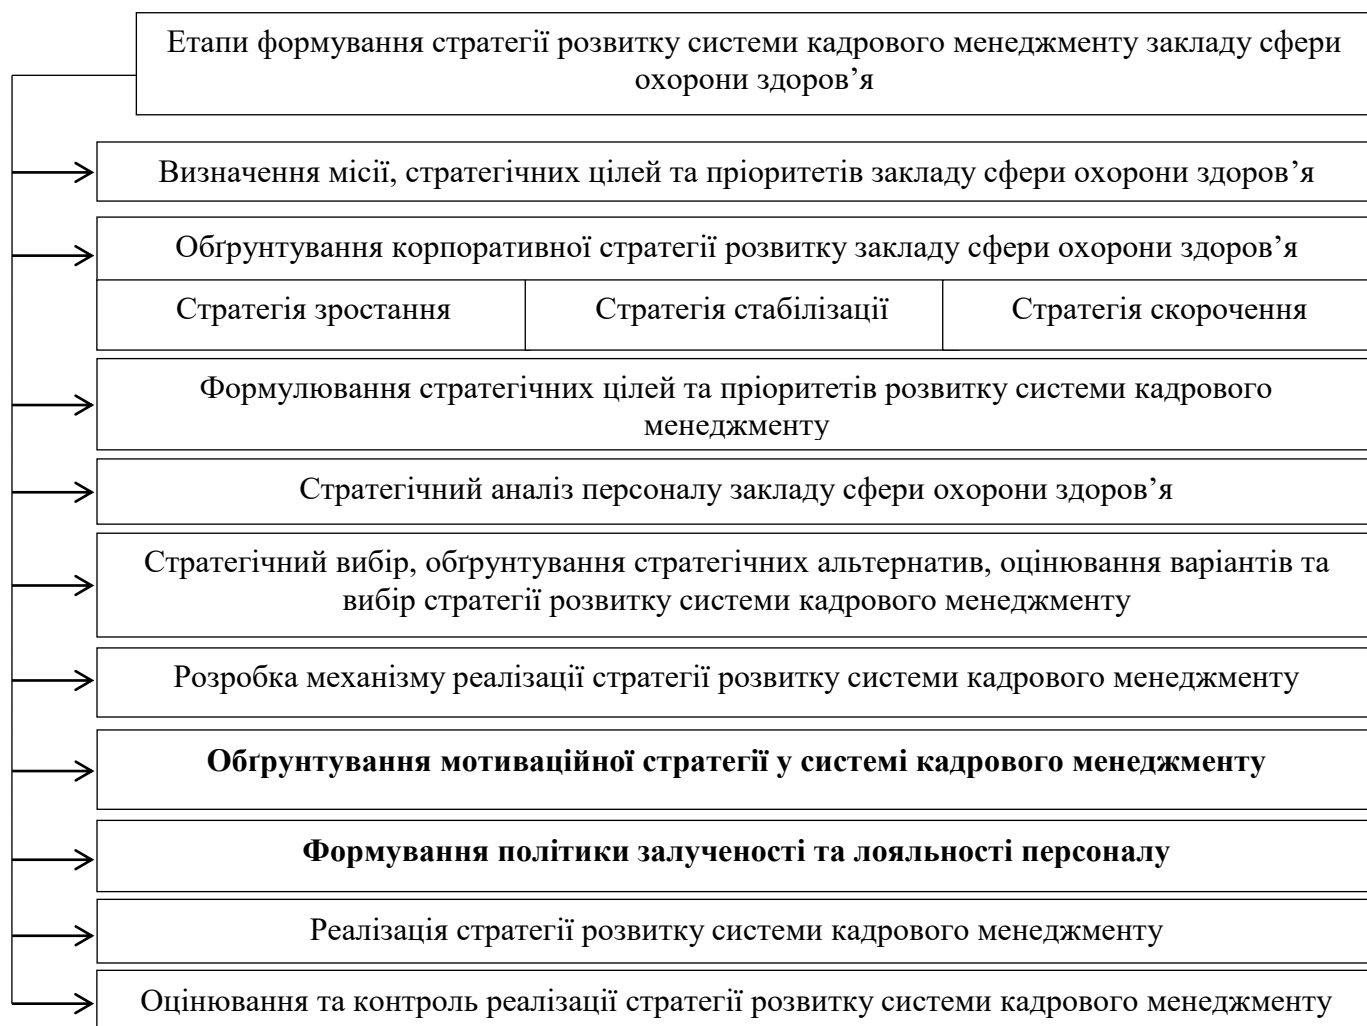 Етапи формування стратегії розвитку системи кадрового менеджменту закладу сфери
охорони здоров’я
Визначення місії, стратегічних цілей та пріоритетів закладу сфери охорони здоров’я
Обґрунтування корпоративної стратегії розвитку закладу сфери охорони здоров’я
Стратегія зростання
Стратегія стабілізації
Стратегія скорочення
Формулювання стратегічних цілей та пріоритетів розвитку системи кадрового
менеджменту
Стратегічний аналіз персоналу закладу сфери охорони здоров’я
Стратегічний вибір, обґрунтування стратегічних альтернатив, оцінювання варіантів та
вибір стратегії розвитку системи кадрового менеджменту
Розробка механізму реалізації стратегії розвитку системи кадрового менеджменту
Обґрунтування мотиваційної стратегії у системі кадрового менеджменту
Формування політики залученості та лояльності персоналу
Реалізація стратегії розвитку системи кадрового менеджменту
Оцінювання та контроль реалізації стратегії розвитку системи кадрового менеджменту